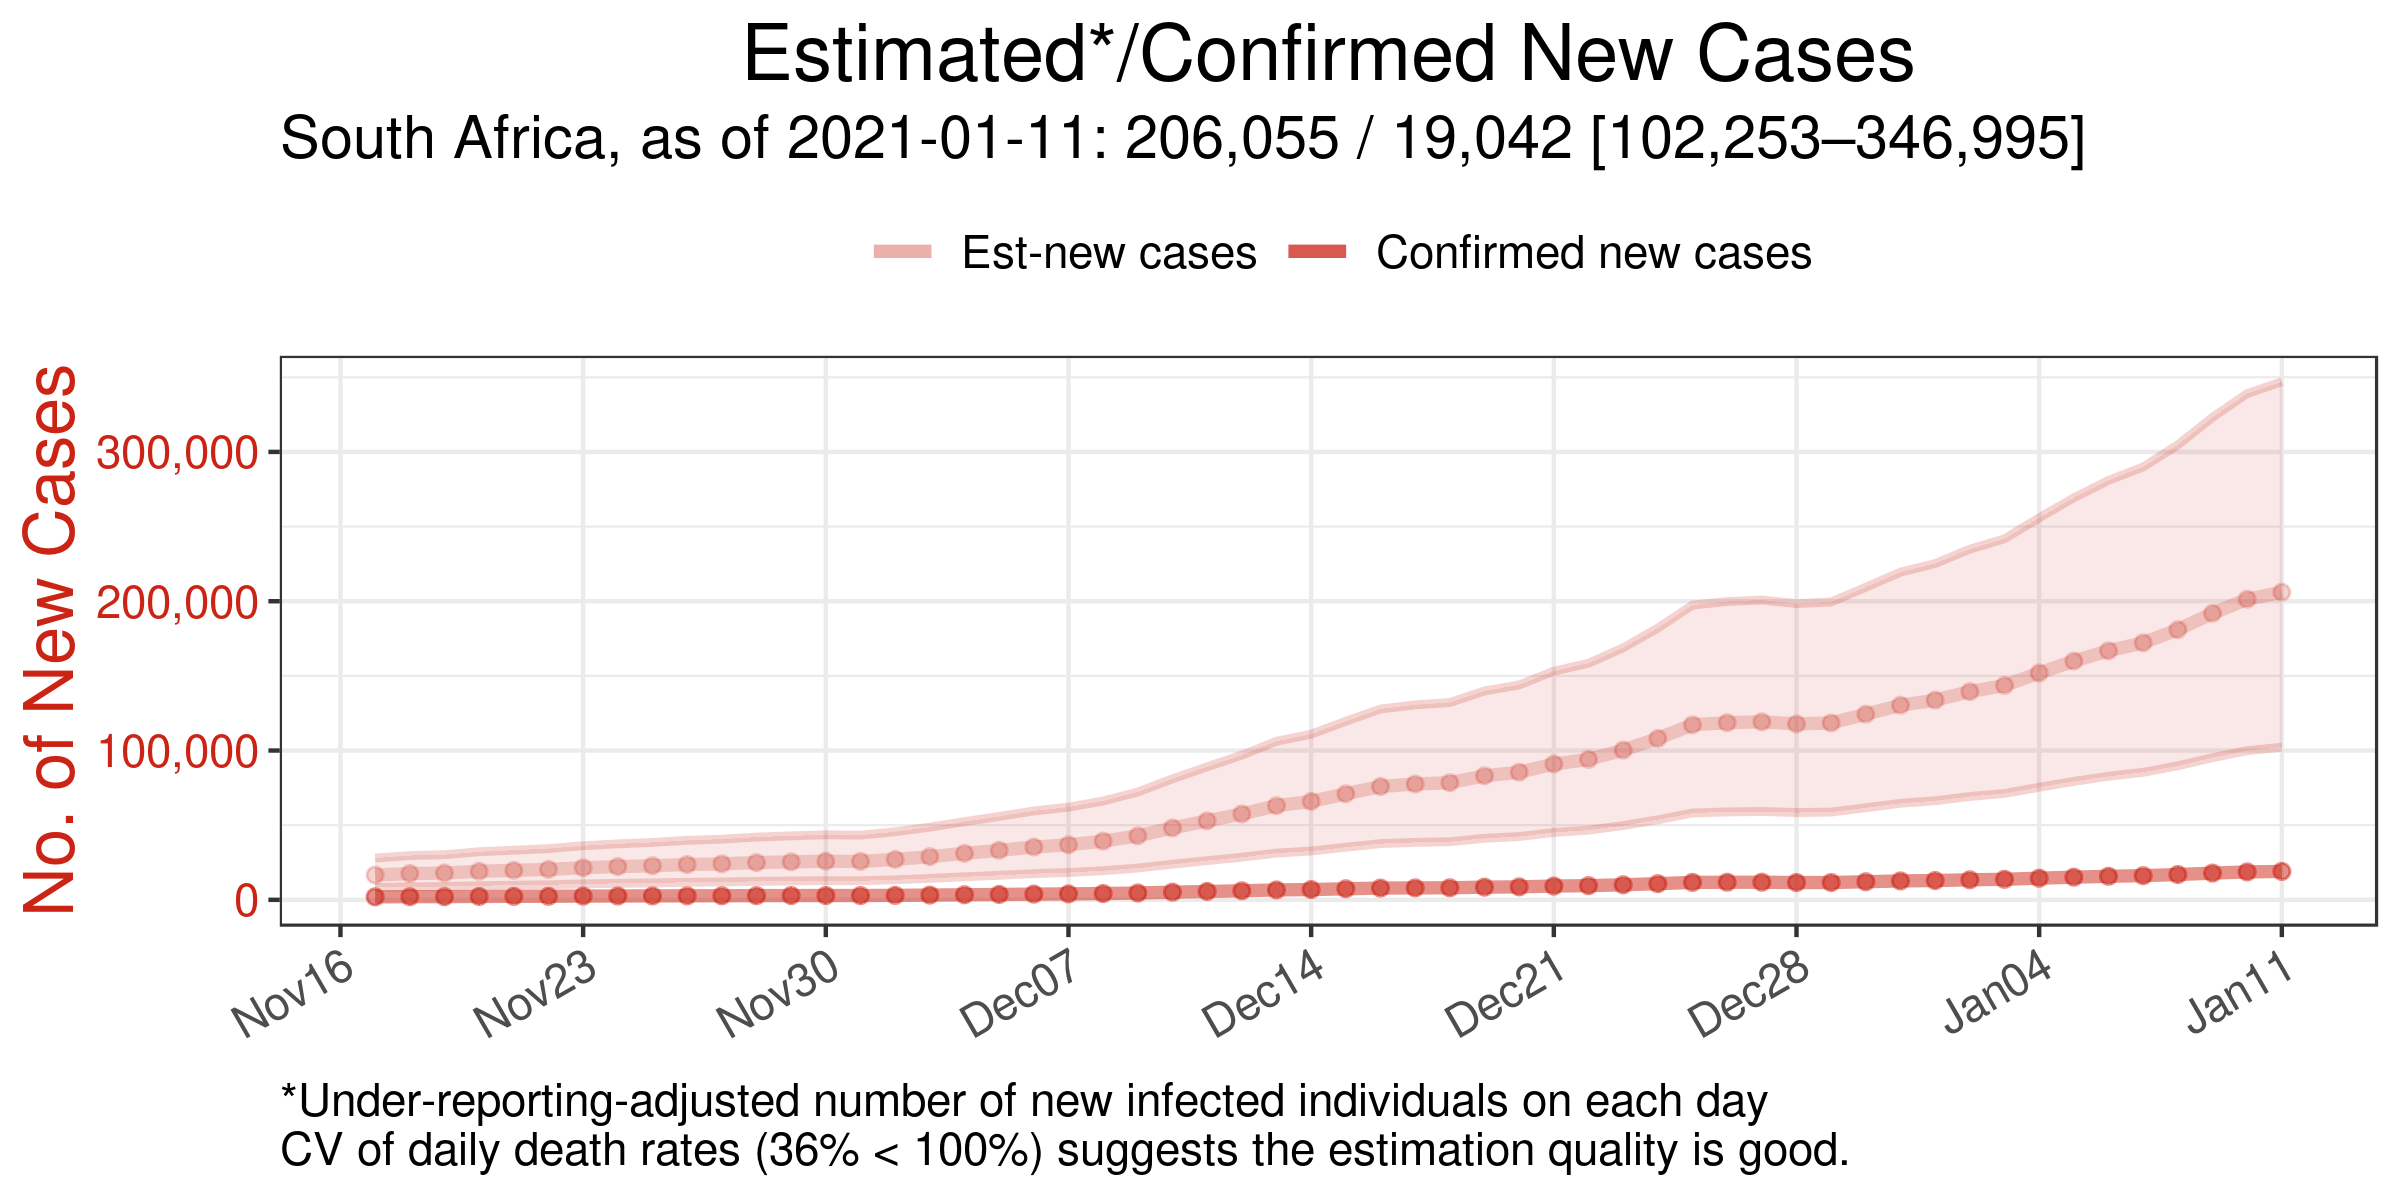 Estimated*/Confirmed New Cases
South Africa, as of 2021-01-11: 206,055 / 19,042 [102,253–346,995]
Est-new cases
Confirmed new cases
No. of New Cases
300,000
200,000
100,000
0
Nov16
Nov23
Nov30
Dec07
Dec14
Dec21
Dec28
Jan04
Jan11
*Under-reporting-adjusted number of new infected individuals on each day
CV of daily death rates (36% < 100%) suggests the estimation quality is good.